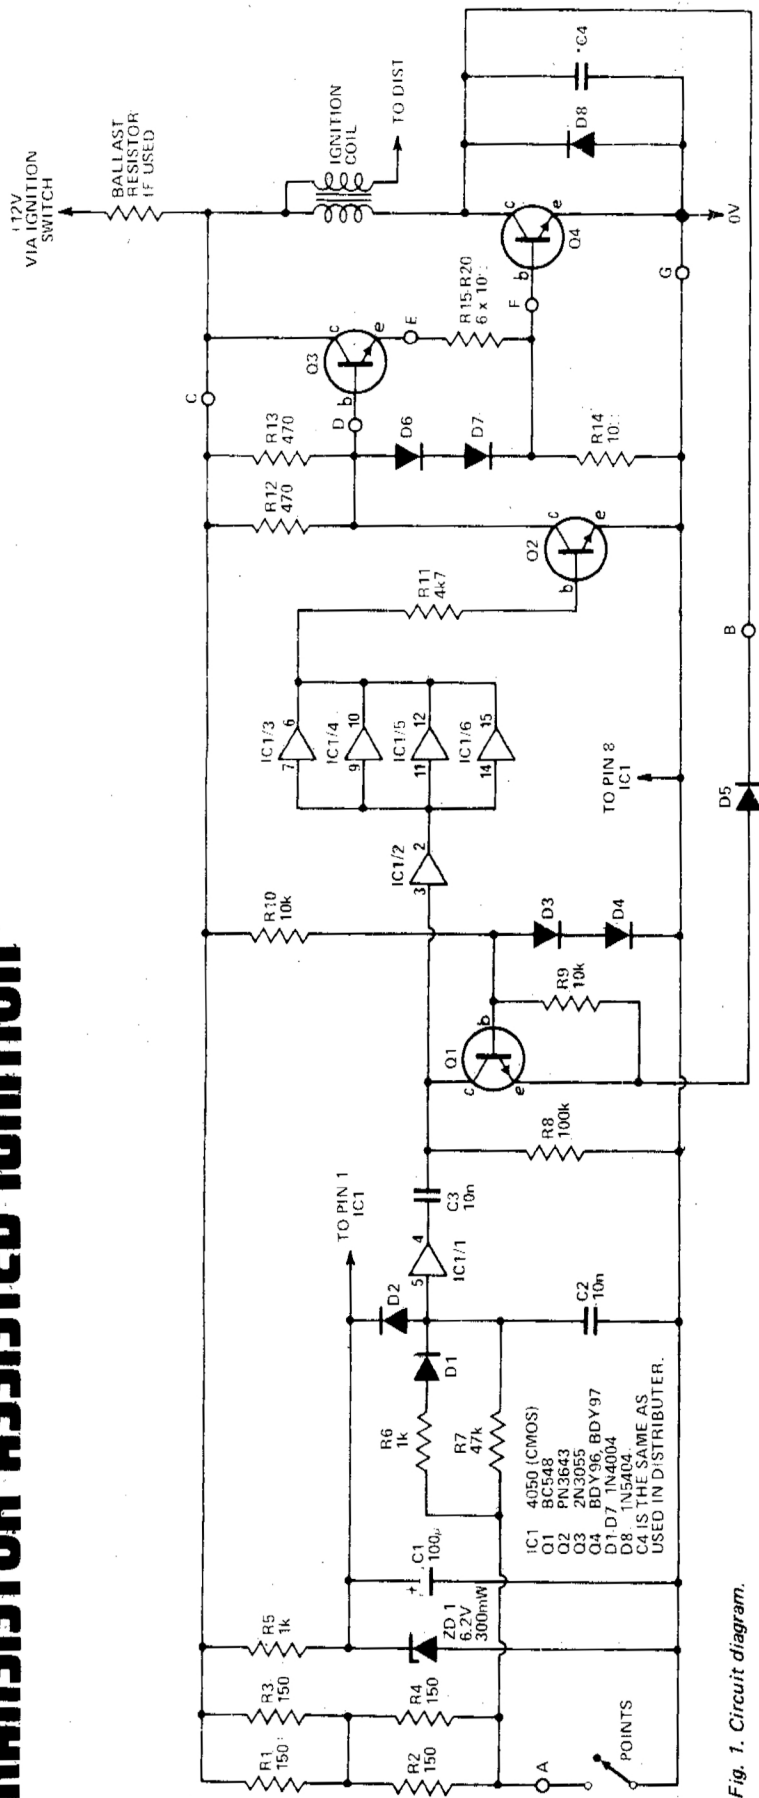 TRANSISTOR ASSISTED IGNITION
+12V
VIA IGNITION
SWITCH
BALLAST
RESISTOR
IF USED
IGNITION
COIL
TO DIST
R1
150
R3
150
R2
150
R4
150
R5
1k
ZD 1
6.2V
300mW
C1
100μ
+
A
POINTS
R6
1k
R7
47k
D1
D2
TO PIN 1
IC1
5
4
IC1/1
C2
10n
C3
10n
R8
100k
Q1
c
b
e
R9
10k
R10
10k
D3
D4
3
2
IC1/2
IC1/3
7
6
IC1/4
9
10
IC1/5
11
12
IC1/6
14
15
TO PIN 8
IC1
D5
B
R11
4k7
Q2
b
c
e
R12
470
R13
470
C
D
D6
D7
R14
10
Q3
b
c
e
E
R15-R20
6 x 10
F
Q4
b
c
e
G
0V
D8
C4
IC1 4050 (CMOS)
Q1 BC548
Q2 PN3643
Q3 2N3055
Q4 BDY96, BDY97
D1-D7 1N4004
D8 1N5404
C4 IS THE SAME AS
USED IN DISTRIBUTER.
Fig. 1. Circuit diagram.